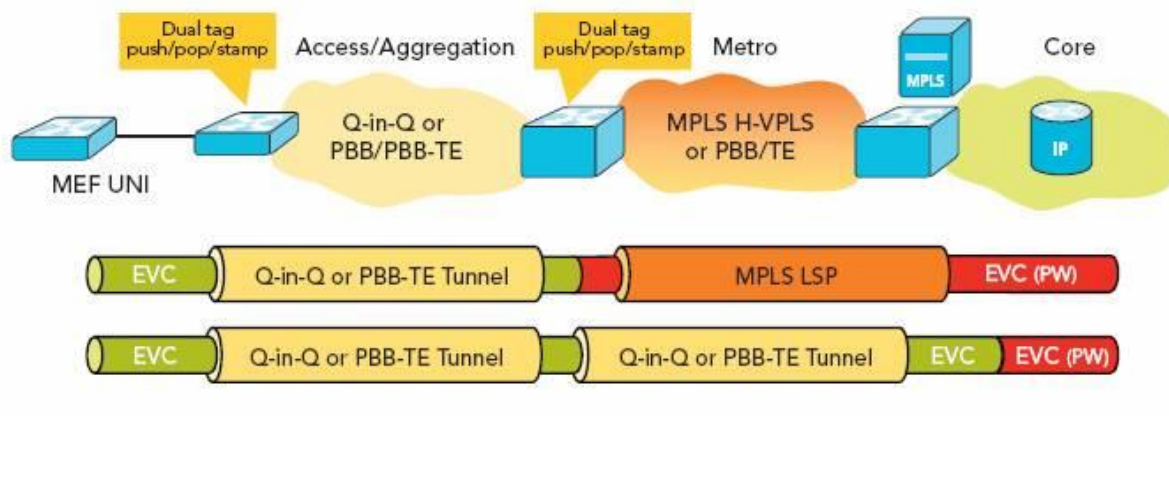 Dual tag
push/pop/stamp
Access/Aggregation
Dual tag
push/pop/stamp
Metro
Core
MPLS
Q-in-Q or
PBB/PBB-TE
MPLS H-VPLS
or PBB/TE
IP
MEF UNI
EVC
Q-in-Q or PBB-TE Tunnel
MPLS LSP
EVC (PW)
EVC
Q-in-Q or PBB-TE Tunnel
Q-in-Q or PBB-TE Tunnel
EVC
EVC (PW)